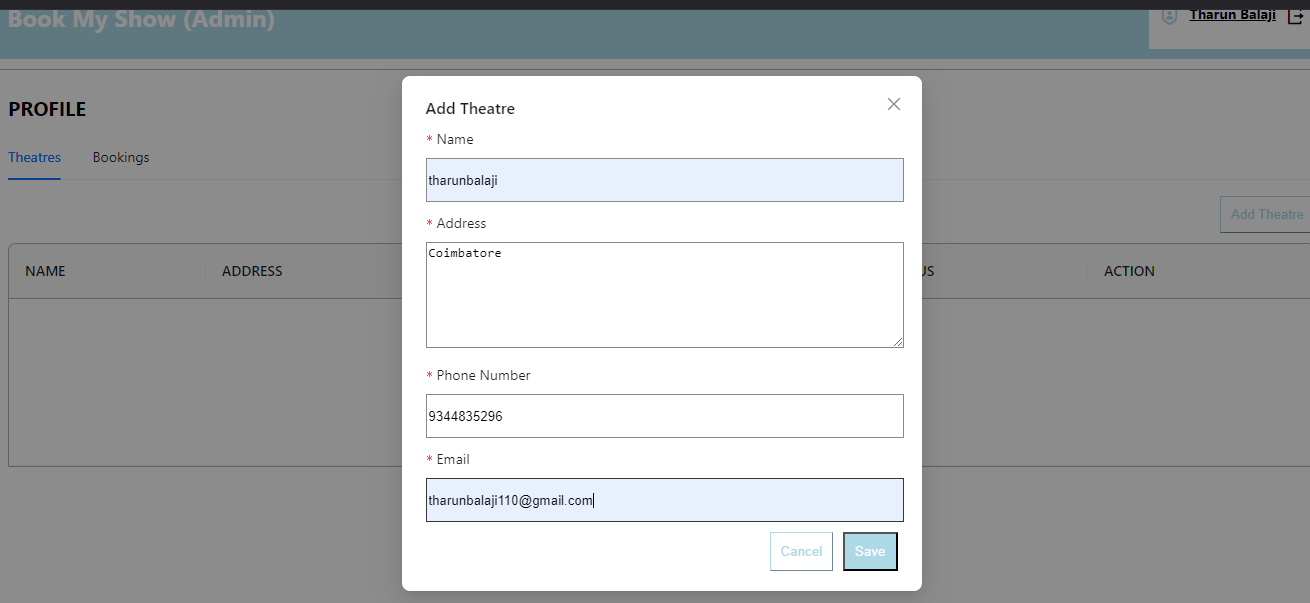 Book My Show (Admin)
Tharun Balaji
PROFILE
Theatres
Bookings
Add Theatre
NAME
ADDRESS
ACTION
Add Theatre
* Name
tharunbalaji
* Address
Coimbatore
* Phone Number
9344835296
* Email
tharunbalaji110@gmail.com
Cancel
Save